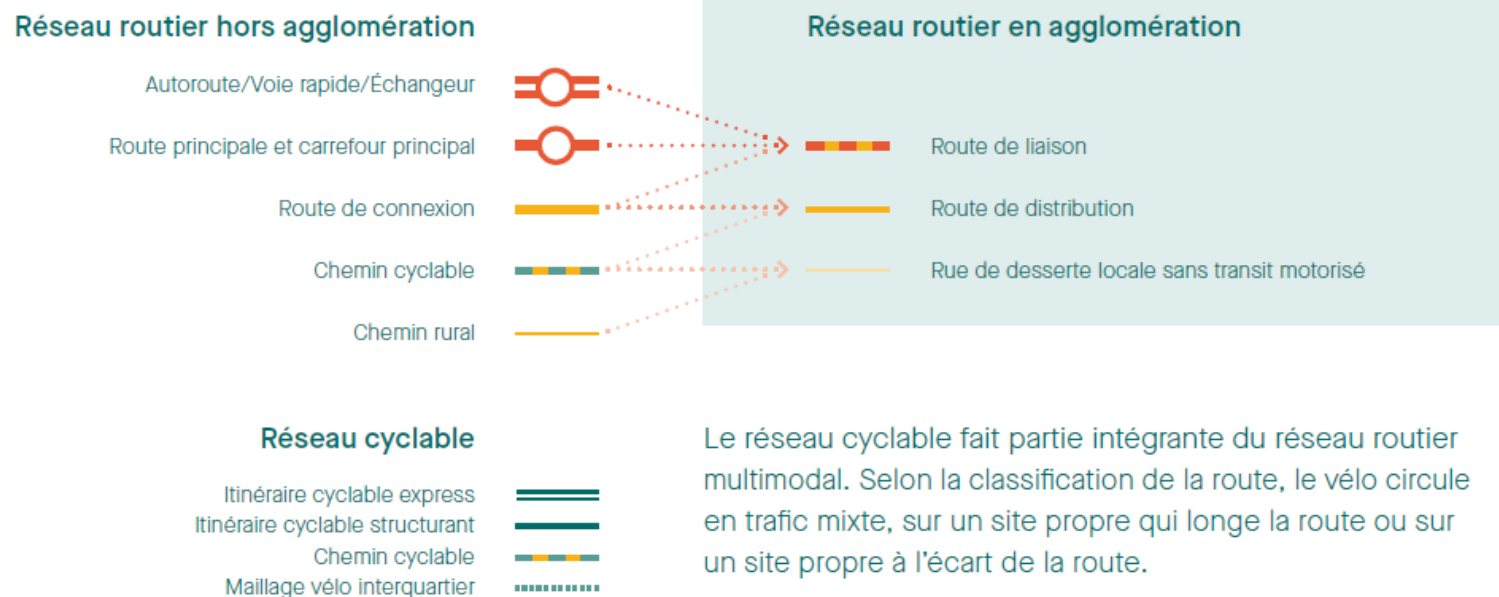 Réseau routier hors agglomération
Autoroute/Voie rapide/Échangeur
Route principale et carrefour principal
Route de connexion
Chemin cyclable
Chemin rural
Réseau routier en agglomération
Route de liaison
Route de distribution
Rue de desserte locale sans transit motorisé
Réseau cyclable
Itinéraire cyclable express
Itinéraire cyclable structurant
Chemin cyclable
Maillage vélo interquartier
Le réseau cyclable fait partie intégrante du réseau routier
multimodal. Selon la classification de la route, le vélo circule
en trafic mixte, sur un site propre qui longe la route ou sur
un site propre à l'écart de la route.